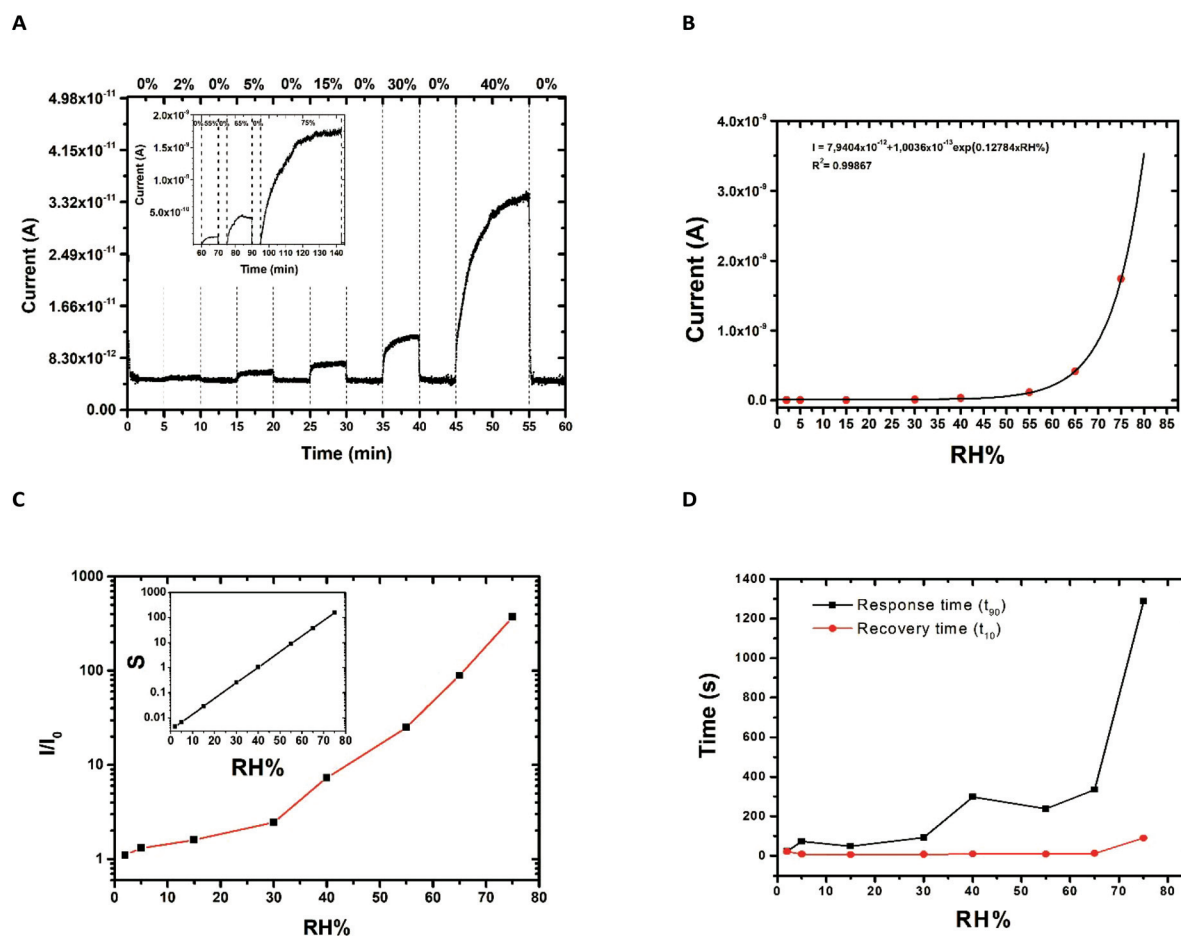 A
0% 2% 0% 5% 0% 15% 0% 30% 0% 40% 0%
4.98x10-11
4.15x10-11
3.32x10-11
2.49x10-11
1.66x10-11
8.30x10-12
0.00
Current (A)
0 5 10 15 20 25 30 35 40 45 50 55 60
Time (min)
0% 55% 0% 65% 0% 75%
2.0x10-9
1.5x10-9
5.0x10-10
Current (A)
60 70 80 90 100 110 120 130 140
Time (min)
B
4.0x10-9
3.0x10-9
2.0x10-9
1.0x10-9
0.0
Current (A)
I = 7,9404x10-12+1,0036x10-13exp(0.12784xRH%)
R2= 0.99867
0 5 10 15 20 25 30 35 40 45 50 55 60 65 70 75 80 85
RH%
C
1000
100
10
1
I/I0
0 10 20 30 40 50 60 70 80
RH%
1000
100
10
1
0.1
0.01
S
0 10 20 30 40 50 60 70 80
RH%
D
1400
1200
1000
800
600
400
200
0
Time (s)
Response time (t90)
Recovery time (t10)
0 10 20 30 40 50 60 70 80
RH%